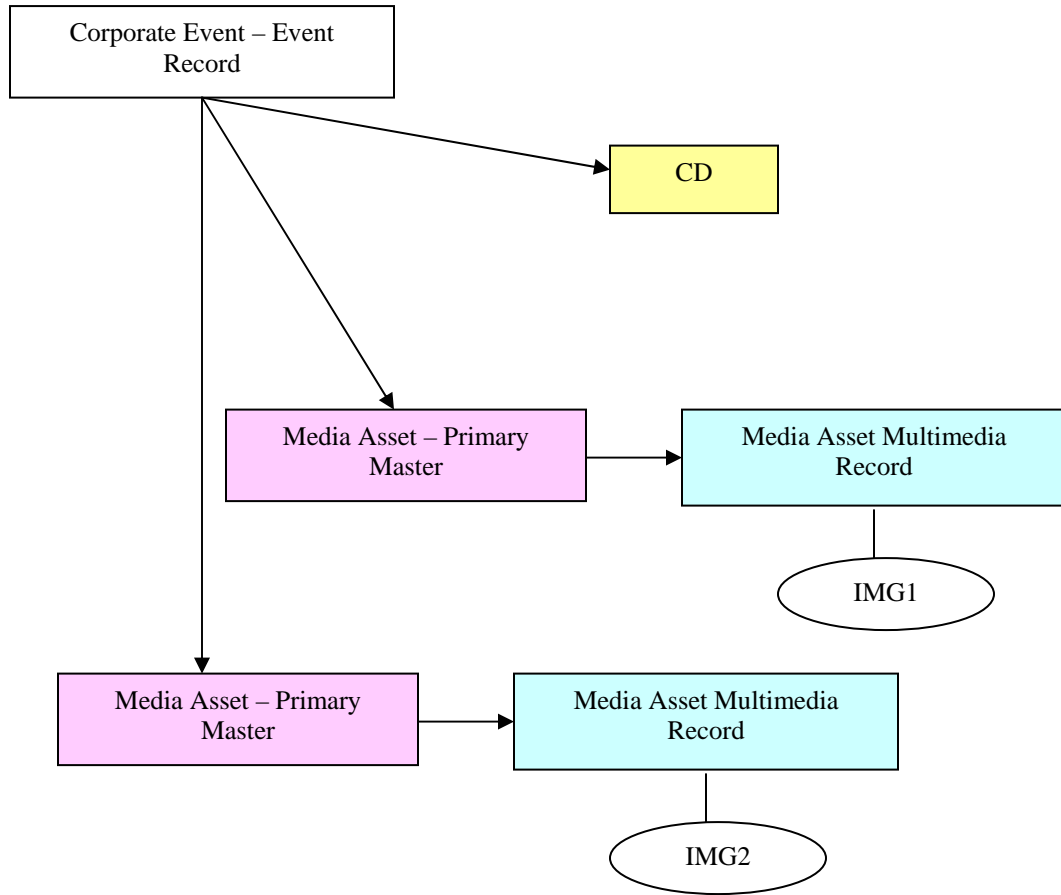 Corporate Event – Event
Record
CD
Media Asset – Primary
Master
Media Asset Multimedia
Record
IMG1
Media Asset – Primary
Master
Media Asset Multimedia
Record
IMG2